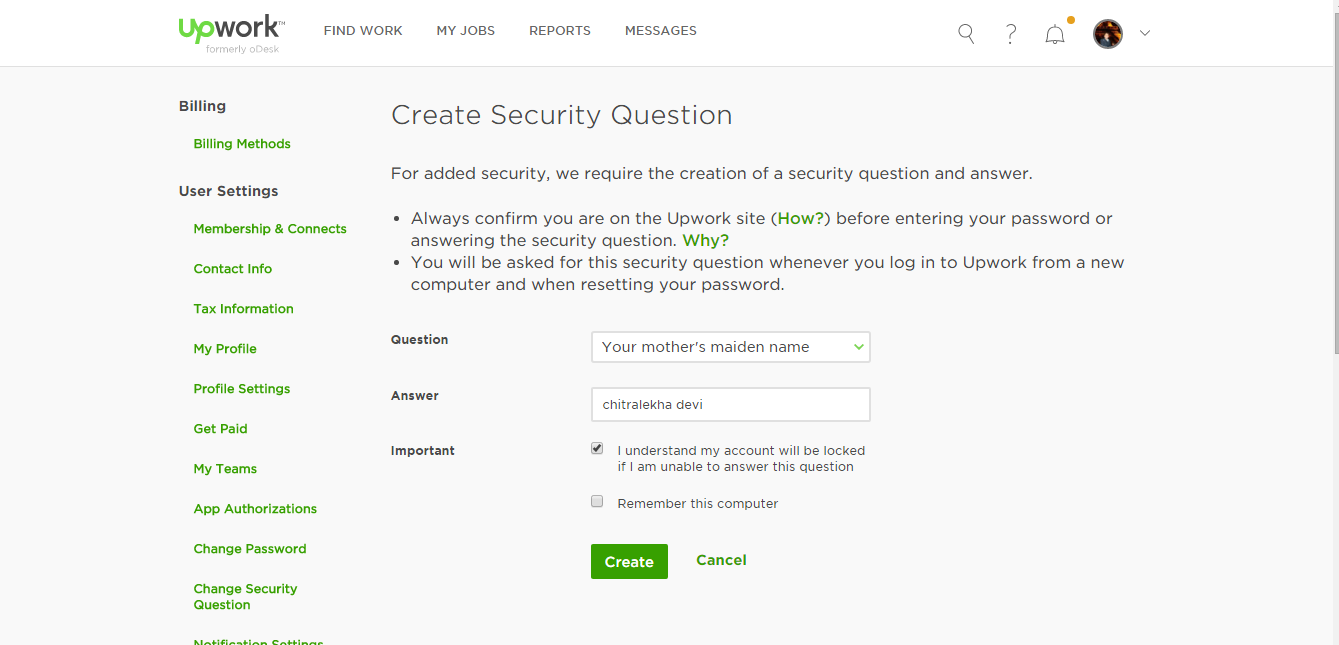 upwork™
formerly oDesk
FIND WORK
MY JOBS
REPORTS
MESSAGES
?
Billing
Billing Methods
User Settings
Membership & Connects
Contact Info
Tax Information
My Profile
Profile Settings
Get Paid
My Teams
App Authorizations
Change Password
Change Security
Question
Notification Settings
Create Security Question
For added security, we require the creation of a security question and answer.
• Always confirm you are on the Upwork site (How?) before entering your password or
answering the security question. Why?
• You will be asked for this security question whenever you log in to Upwork from a new
computer and when resetting your password.
Question
Your mother's maiden name
Answer
chitralekha devi
Important
I understand my account will be locked
if I am unable to answer this question
Remember this computer
Create
Cancel